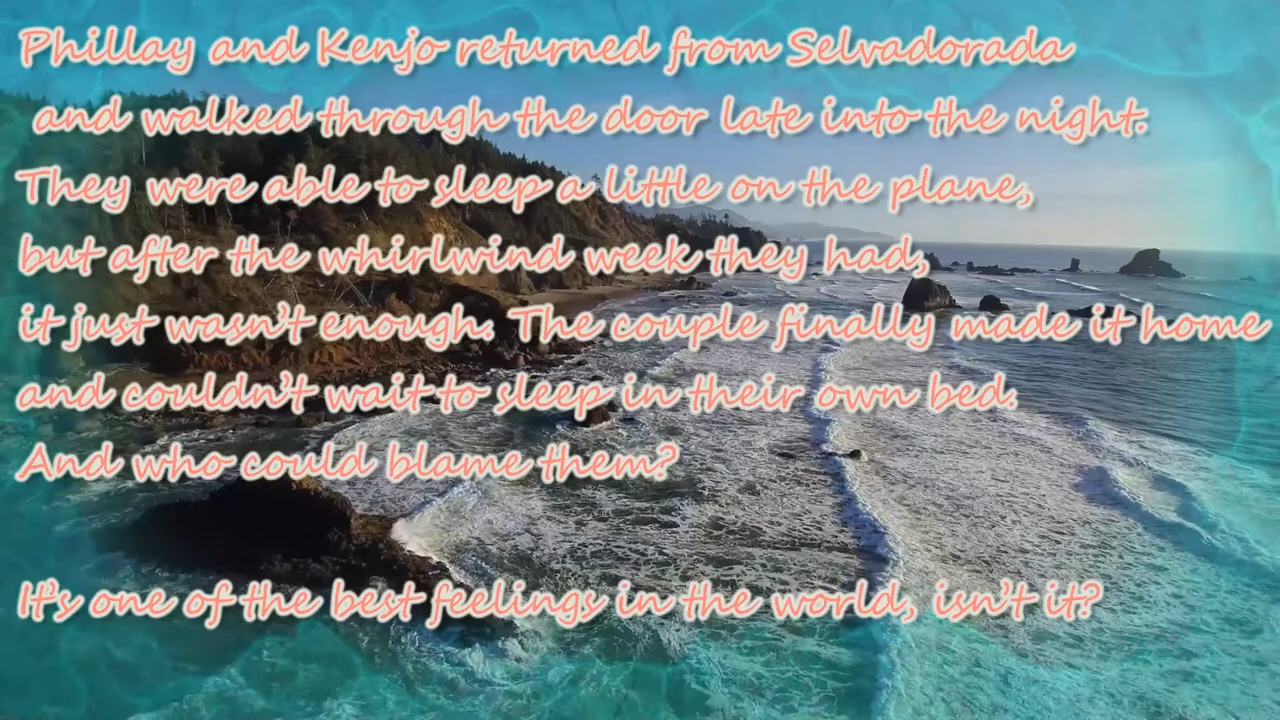 Phillay and Kenjo returned from Selvadorada
and walked through the door late into the night.
They were able to sleep a little on the plane,
but after the whirlwind week they had,
it just wasn't enough. The couple finally made it home
and couldn't wait to sleep in their own bed.
And who could blame them?
It's one of the best feelings in the world, isn't it?